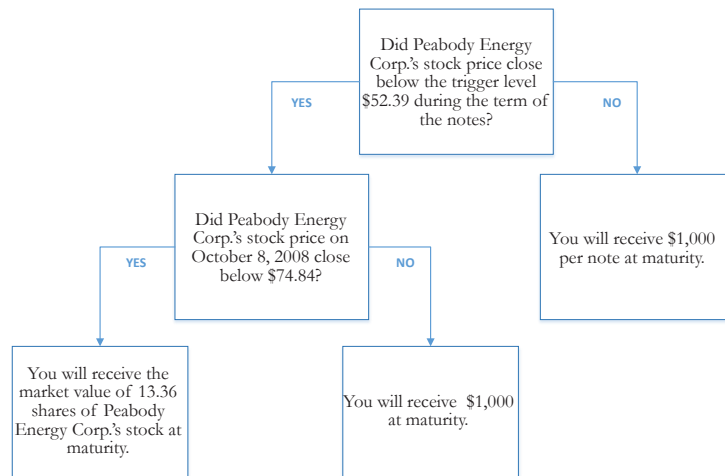 Did Peabody Energy
Corp.'s stock price close
below the trigger level
$52.39 during the term of
the notes?
YES
NO
Did Peabody Energy
Corp.'s stock price on
October 8, 2008 close
below $74.84?
You will receive $1,000
per note at maturity.
YES
NO
You will receive the
market value of 13.36
shares of Peabody
Energy Corp.'s stock at
maturity.
You will receive $1,000
at maturity.